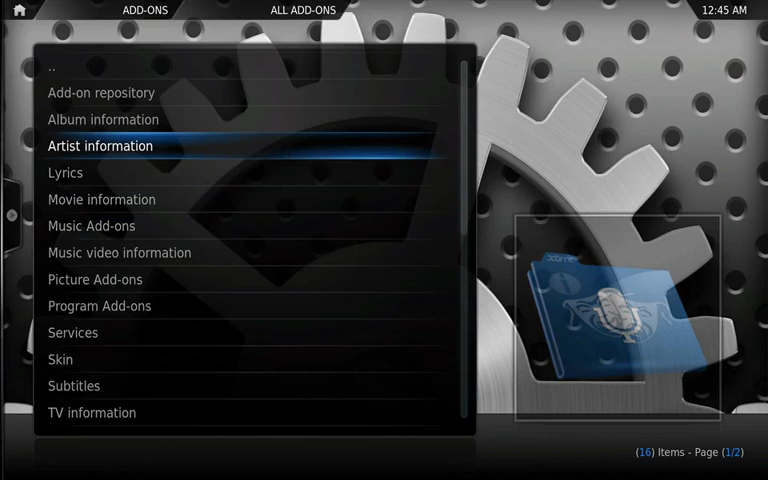 ADD-ONS ALL ADD-ONS 12:45 AM
..
Add-on repository
Album information
Artist information
Lyrics
Movie information
Music Add-ons
Music video information
Picture Add-ons
Program Add-ons
Services
Skin
Subtitles
TV information
(16) Items - Page (1/2)